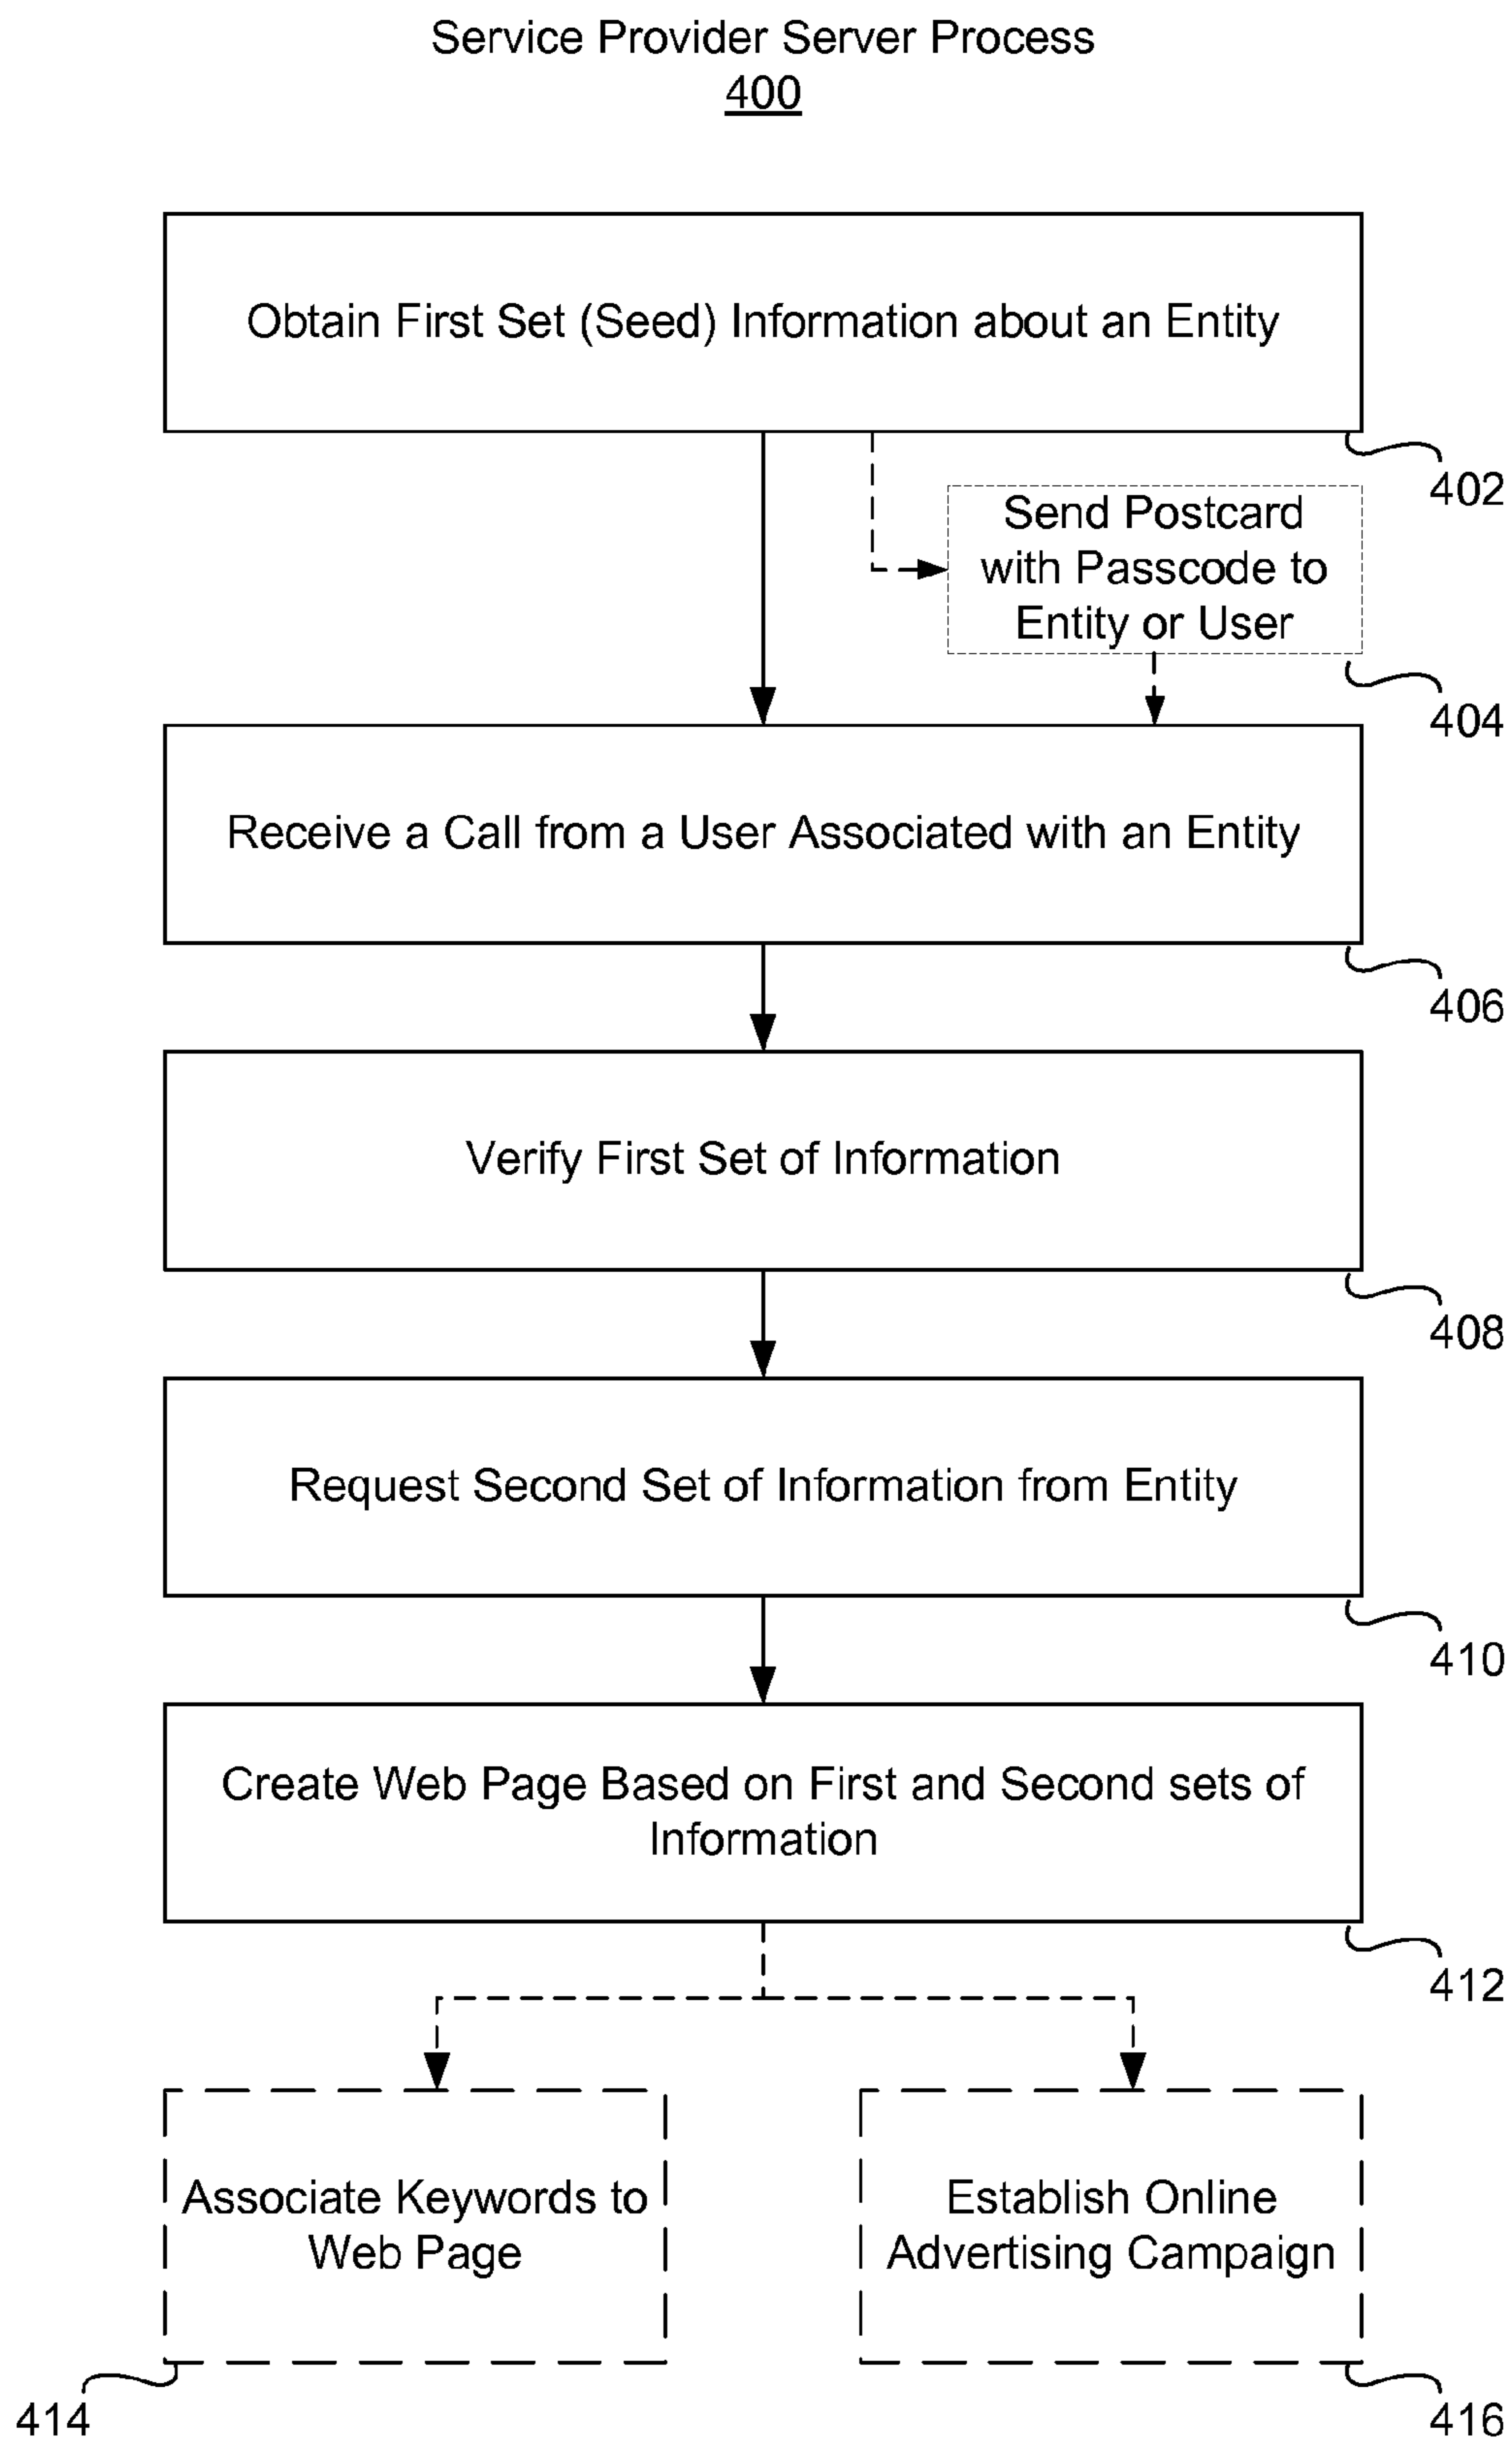 Service Provider Server Process
400
Obtain First Set (Seed) Information about an Entity
402
Send Postcard
with Passcode to
Entity or User
404
Receive a Call from a User Associated with an Entity
406
Verify First Set of Information
408
Request Second Set of Information from Entity
410
Create Web Page Based on First and Second sets of
Information
412
Associate Keywords to
Web Page
414
Establish Online
Advertising Campaign
416